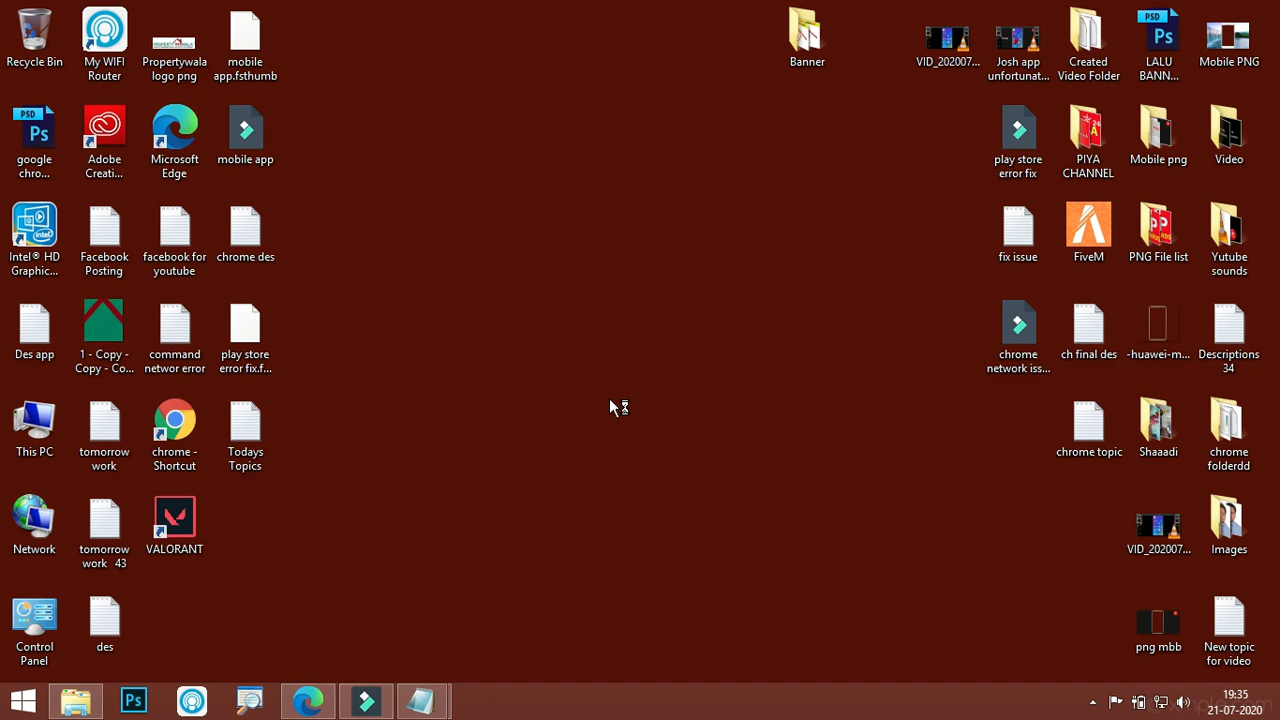 Recycle Bin
My WIFI
Router
Propertywala
logo png
mobile
app.fsthumb
Banner
VID_202007...
Josh app
unfortunat...
Created
Video Folder
PSD
Ps
LALU
BANN...
Mobile PNG
PSD
Ps
google
chro...
Adobe
Creati...
Microsoft
Edge
mobile app
play store
error fix
PIYA
CHANNEL
Mobile png
Video
intel
Intel® HD
Graphic...
Facebook
Posting
facebook for
youtube
chrome des
fix issue
FiveM
PNG File list
Yutube
sounds
Des app
1 - Copy -
Copy - Co...
command
networ error
play store
error fix.f...
chrome
network iss...
ch final des
-huawei-m...
Descriptions
34
This PC
tomorrow
work
chrome -
Shortcut
Todays
Topics
chrome topic
Shaaadi
chrome
folderdd
Network
tomorrow
work 43
VALORANT
VID_202007...
Images
Control
Panel
des
png mbb
New topic
for video
Ps
19:35
21-07-2020